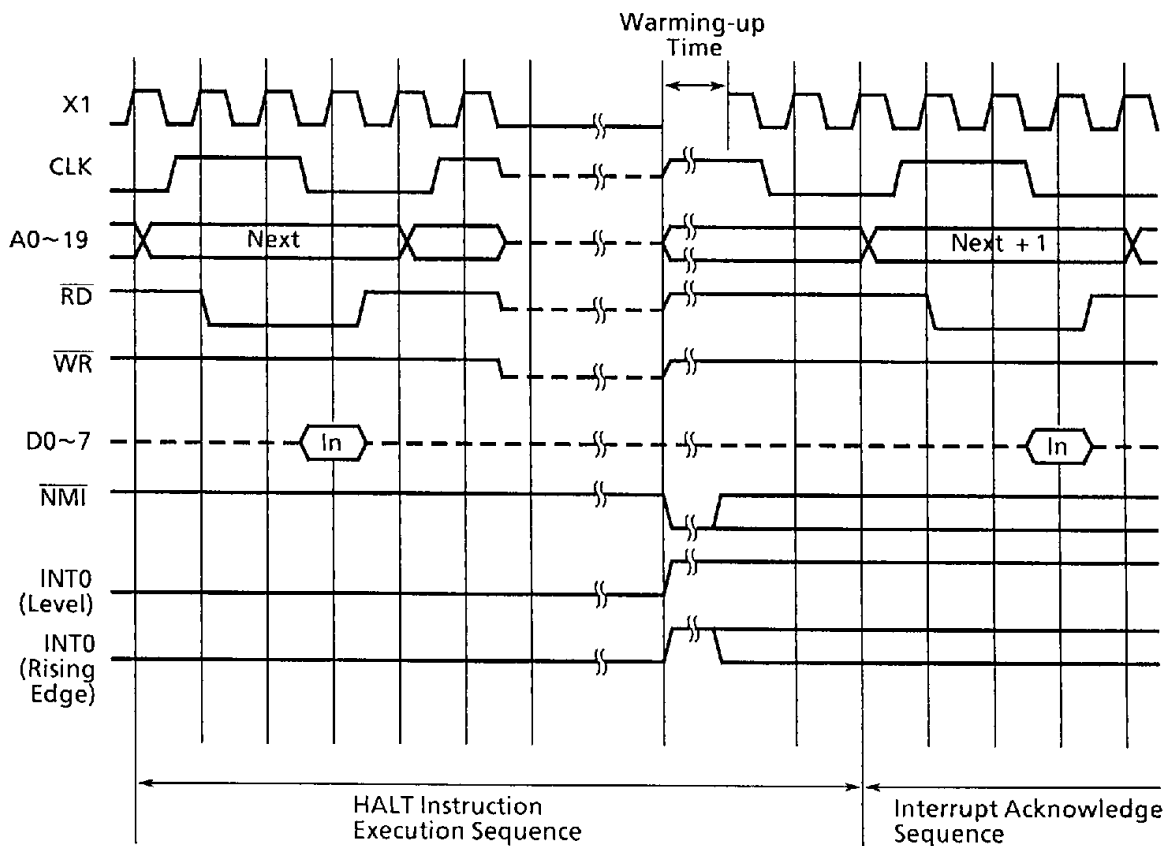 Warming-up
Time
X1
CLK
A0~19
Next
Next + 1
RD
WR
D0~7
In
In
NMI
INT0
(Level)
INT0
(Rising
Edge)
HALT Instruction
Execution Sequence
Interrupt Acknowledge
Sequence